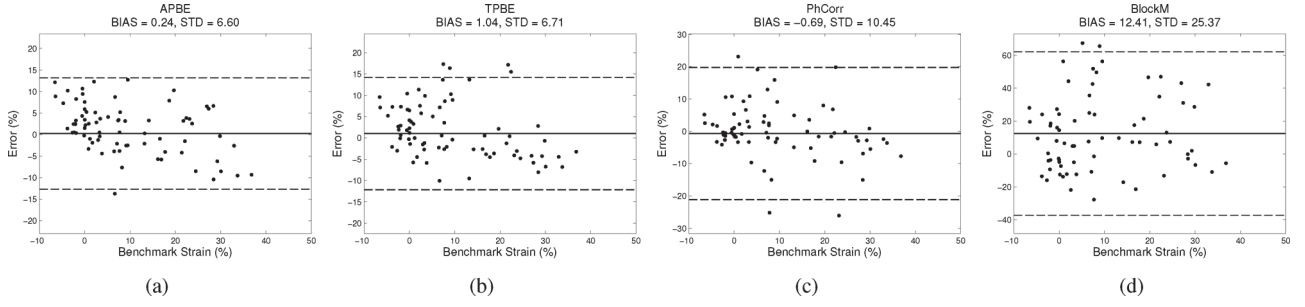 APBE
BIAS = 0.24, STD = 6.60
Error (%)
20
15
10
5
0
−5
−10
−15
−20
−10
0
10
20
30
40
50
Benchmark Strain (%)
(a)
TPBE
BIAS = 1.04, STD = 6.71
Error (%)
20
15
10
5
0
−5
−10
−15
−20
−10
0
10
20
30
40
50
Benchmark Strain (%)
(b)
PhCorr
BIAS = −0.69, STD = 10.45
Error (%)
30
20
10
0
−10
−20
−30
−10
0
10
20
30
40
50
Benchmark Strain (%)
(c)
BlockM
BIAS = 12.41, STD = 25.37
Error (%)
60
40
20
0
−20
−40
−10
0
10
20
30
40
50
Benchmark Strain (%)
(d)